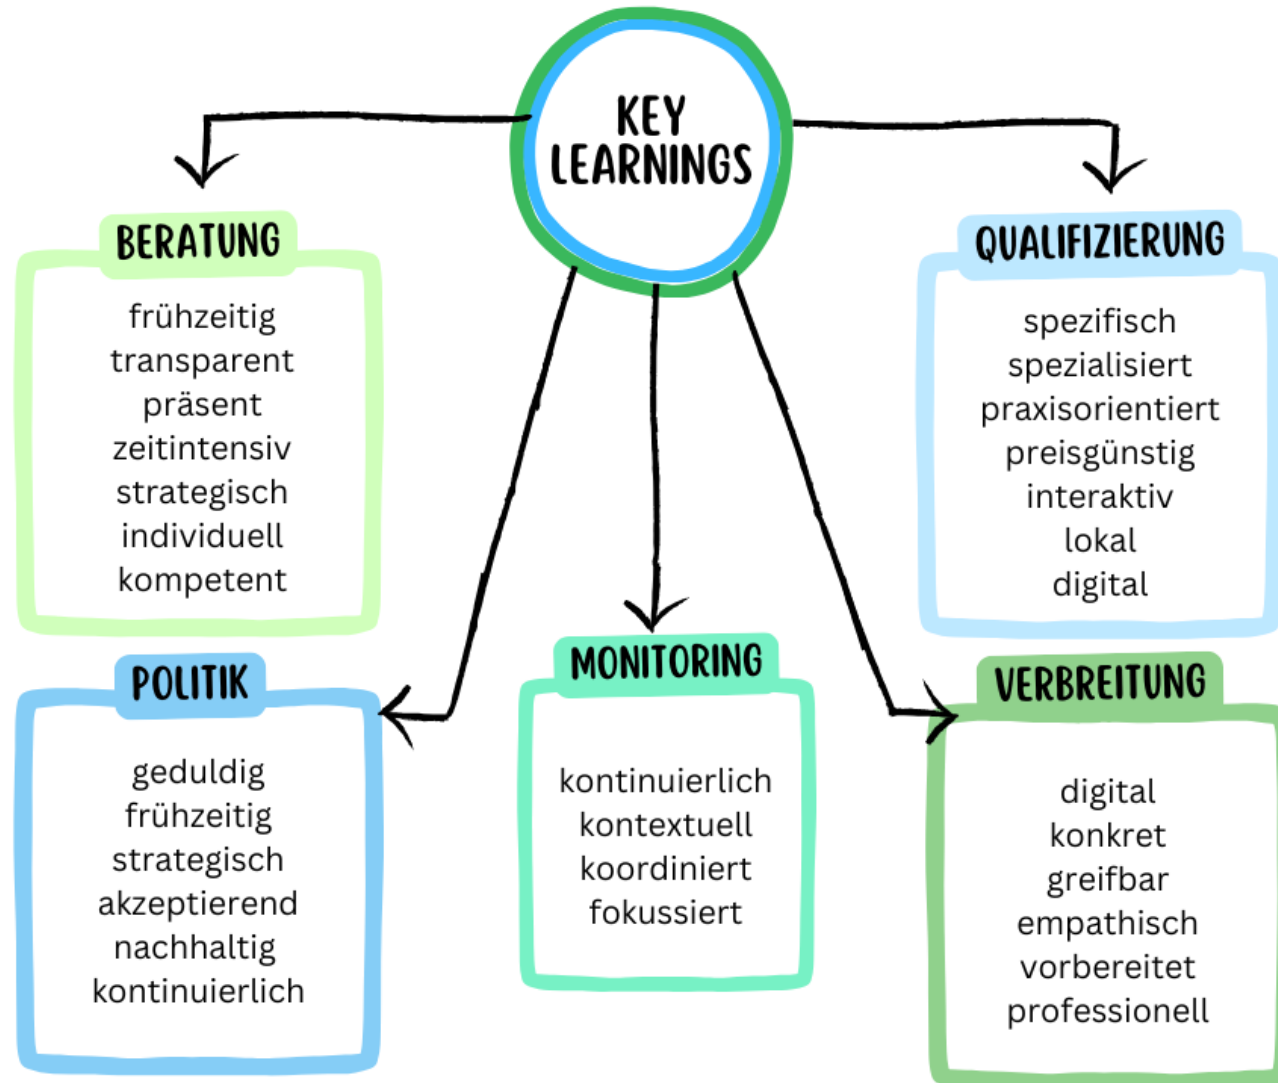 KEY
LEARNINGS
BERATUNG
frühzeitig
transparent
präsent
zeitintensiv
strategisch
individuell
kompetent
QUALIFIZIERUNG
spezifisch
spezialisiert
praxisorientiert
preisgünstig
interaktiv
lokal
digital
POLITIK
geduldig
frühzeitig
strategisch
akzeptierend
nachhaltig
kontinuierlich
MONITORING
kontinuierlich
kontextuell
koordiniert
fokussiert
VERBREITUNG
digital
konkret
greifbar
empathisch
vorbereitet
professionell